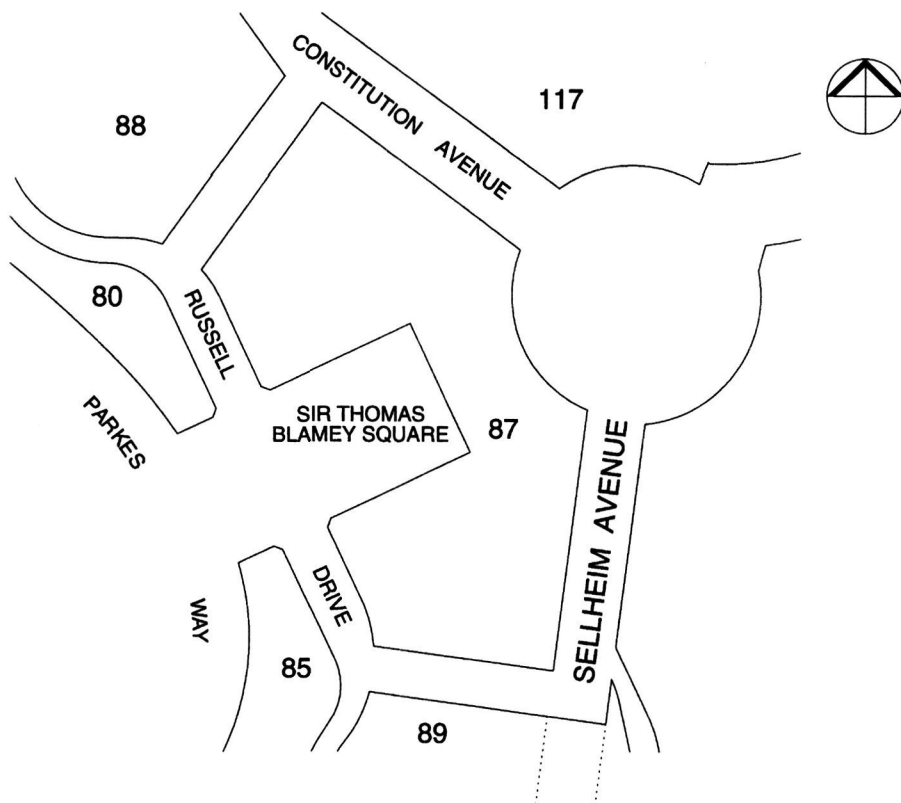 CONSTITUTION AVENUE
117
88
80
RUSSELL
PARKES
SIR THOMAS
BLAMEY SQUARE
87
SELLHEIM AVENUE
DRIVE
WAY
85
89